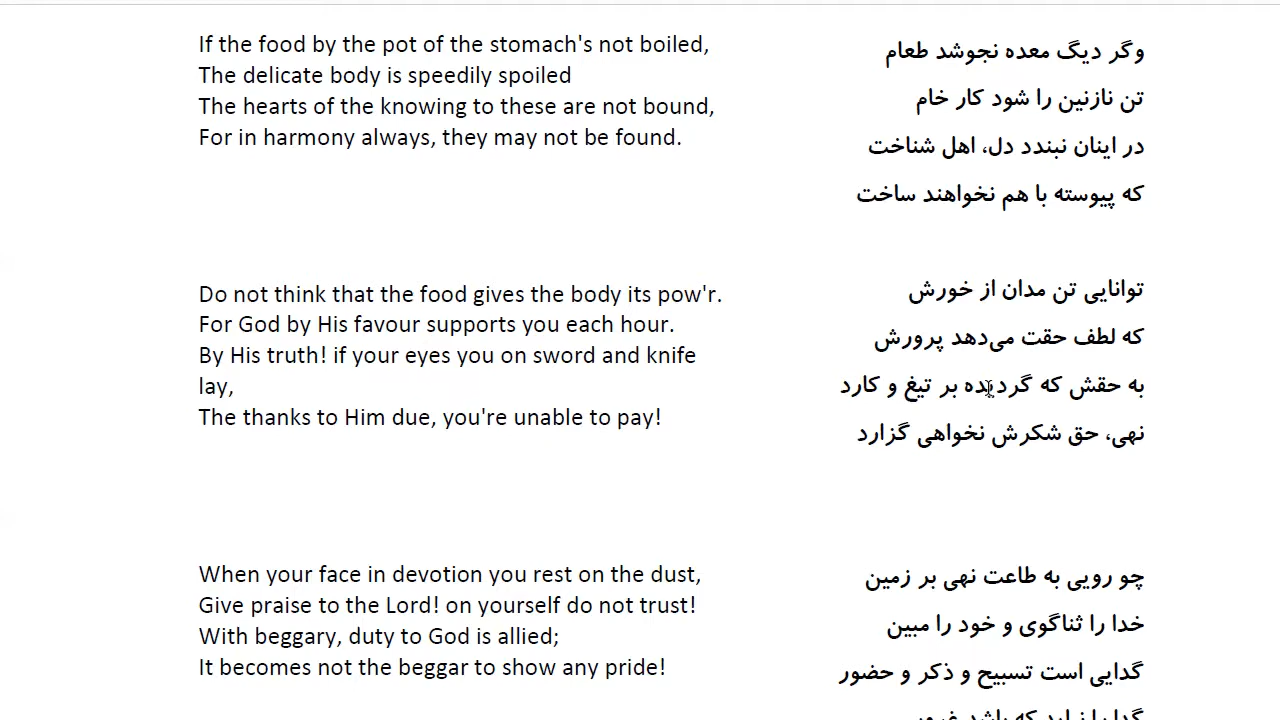 If the food by the pot of the stomach's not boiled,
The delicate body is speedily spoiled
The hearts of the knowing to these are not bound,
For in harmony always, they may not be found.
وگر دیگ معده نجوشد طعام
تن نازنین را شود کار خام
در اینان نبندد دل، اهل شناخت
که پیوسته با هم نخواهند ساخت
Do not think that the food gives the body its pow'r.
For God by His favour supports you each hour.
By His truth! if your eyes you on sword and knife
lay,
The thanks to Him due, you're unable to pay!
توانایی تن مدان از خورش
که لطف حقت می‌دهد پرورش
به حقش که گردیده بر تیغ و کارد
نهی، حق شکرش نخواهی گزارد
When your face in devotion you rest on the dust,
Give praise to the Lord! on yourself do not trust!
With beggary, duty to God is allied;
It becomes not the beggar to show any pride!
چو رویی به طاعت نهی بر زمین
خدا را ثناگوی و خود را مبین
گدایی است تسبیح و ذکر و حضور
گدا را نباید که باشد غرور